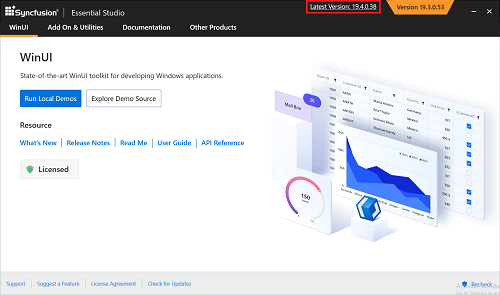 Syncfusion | Essential Studio
Latest Version: 19.4.0.38
Version 19.3.0.53
WinUI
Add On & Utilities
Documentation
Other Products
WinUI
State-of-the-art WinUI toolkit for developing Windows applications.
Run Local Demos
Explore Demo Source
Resource
What's New
Release Notes
Read Me
User Guide
API Reference
Licensed
Mail Box
20
150
Support
Suggest a Feature
License Agreement
Check for Updates
Recheck